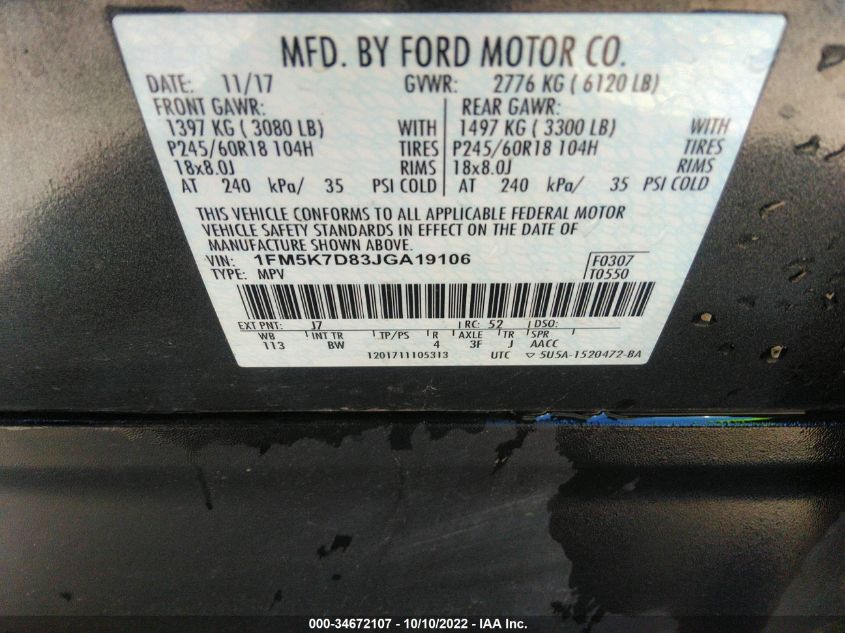 MFD. BY FORD MOTOR CO.
DATE: 11/17 GVWR: 2776 KG ( 6120 LB)
FRONT GAWR: REAR GAWR:
1397 KG ( 3080 LB) WITH 1497 KG ( 3300 LB) WITH
P245/60R18 104H TIRES P245/60R18 104H TIRES
18x8.0J RIMS 18x8.0J RIMS
AT 240 kPa/ 35 PSI COLD AT 240 kPa/ 35 PSI COLD
THIS VEHICLE CONFORMS TO ALL APPLICABLE FEDERAL MOTOR
VEHICLE SAFETY STANDARDS IN EFFECT ON THE DATE OF
MANUFACTURE SHOWN ABOVE.
VIN: 1FM5K7D83JGA19106 F0307
TYPE: MPV T0550
EXT PNT: J7 RC: 52 DSO:
WB INT TR TP/PS R AXLE TR SPR
113 BW 4 3F J AACC
1201711105313 UTC ▽ 5U5A-1520472-BA
000-34672107 - 10/10/2022 - IAA Inc.